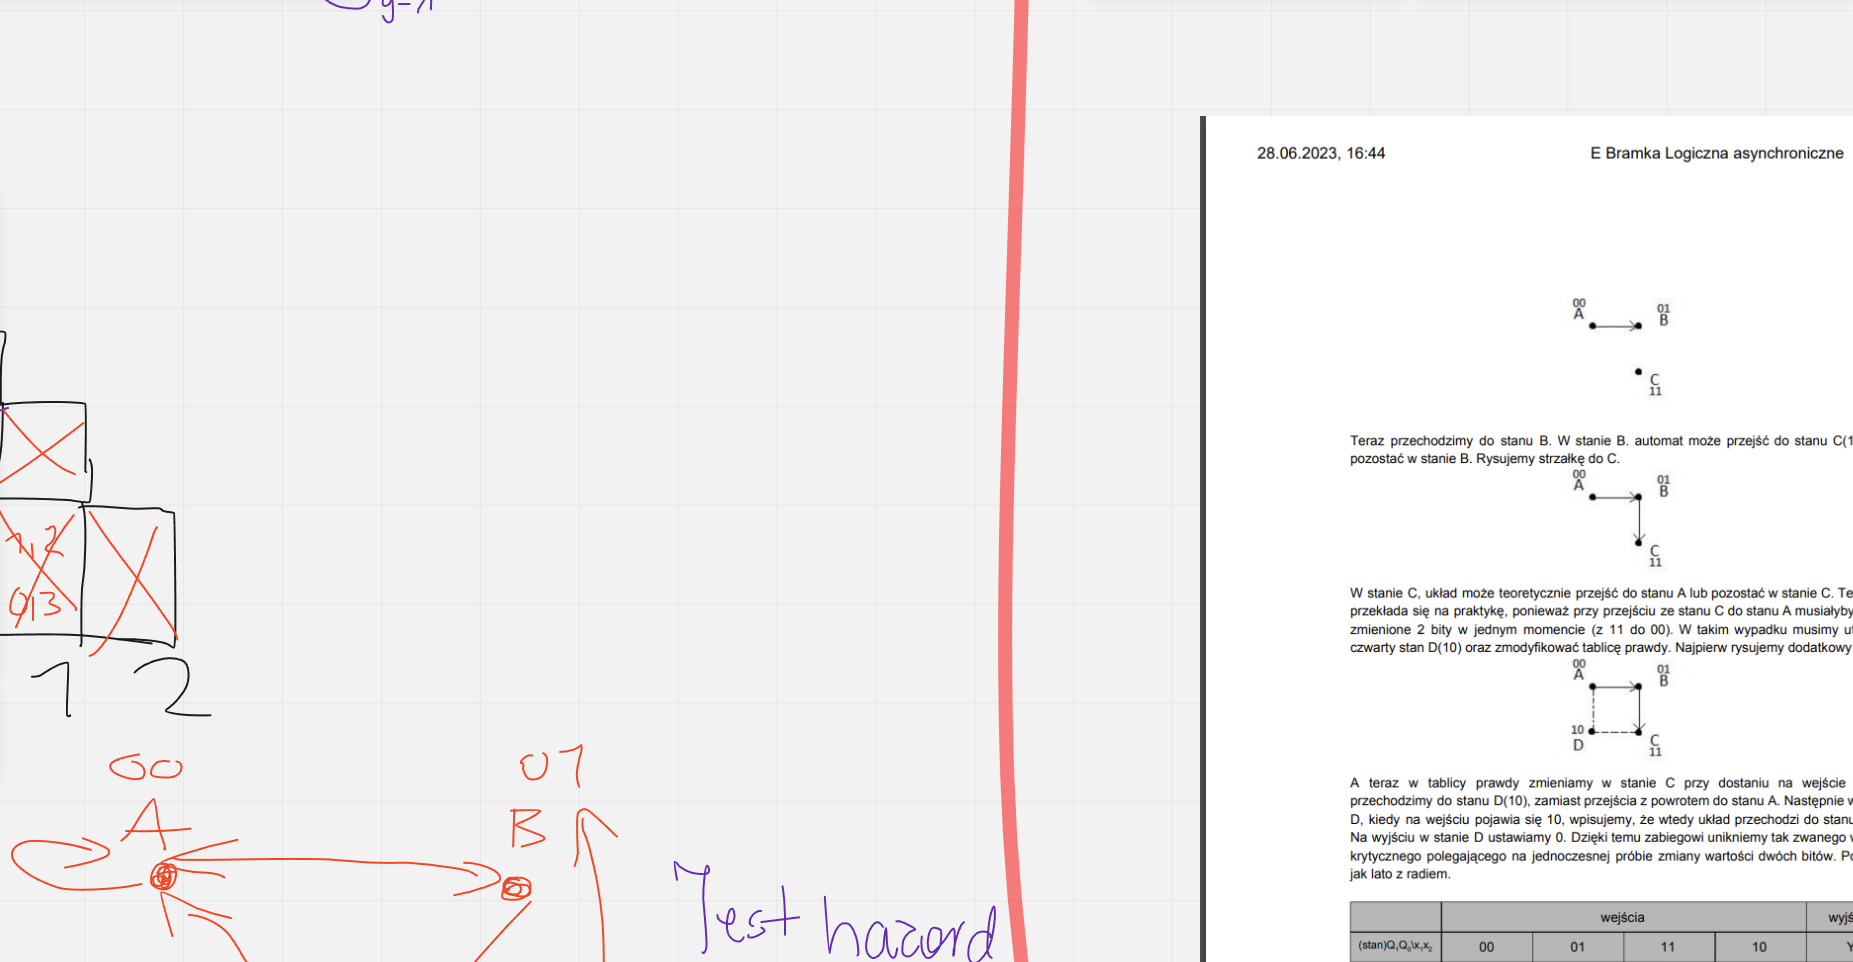 y=λ
1,2
0,3
1 2
00
A
01
B
Jest hazard
28.06.2023, 16:44 E Bramka Logiczna asynchroniczne
00
A
01
B
C
11
Teraz przechodzimy do stanu B. W stanie B. automat może przejść do stanu C(1
pozostać w stanie B. Rysujemy strzałkę do C.
00
A
01
B
C
11
W stanie C, układ może teoretycznie przejść do stanu A lub pozostać w stanie C. Te
przekłada się na praktykę, ponieważ przy przejściu ze stanu C do stanu A musiałyby
zmienione 2 bity w jednym momencie (z 11 do 00). W takim wypadku musimy ut
czwarty stan D(10) oraz zmodyfikować tablicę prawdy. Najpierw rysujemy dodatkowy
00
A
01
B
10
D
C
11
A teraz w tablicy prawdy zmieniamy w stanie C przy dostaniu na wejście
przechodzimy do stanu D(10), zamiast przejścia z powrotem do stanu A. Następnie w
D, kiedy na wejściu pojawia się 10, wpisujemy, że wtedy układ przechodzi do stanu
Na wyjściu w stanie D ustawiamy 0. Dzięki temu zabiegowi unikniemy tak zwanego w
krytycznego polegającego na jednoczesnej próbie zmiany wartości dwóch bitów. Po
jak lato z radiem.
wejścia wyjś
(stan)Q₁Q₀\x₁x₂ 00 01 11 10 Y